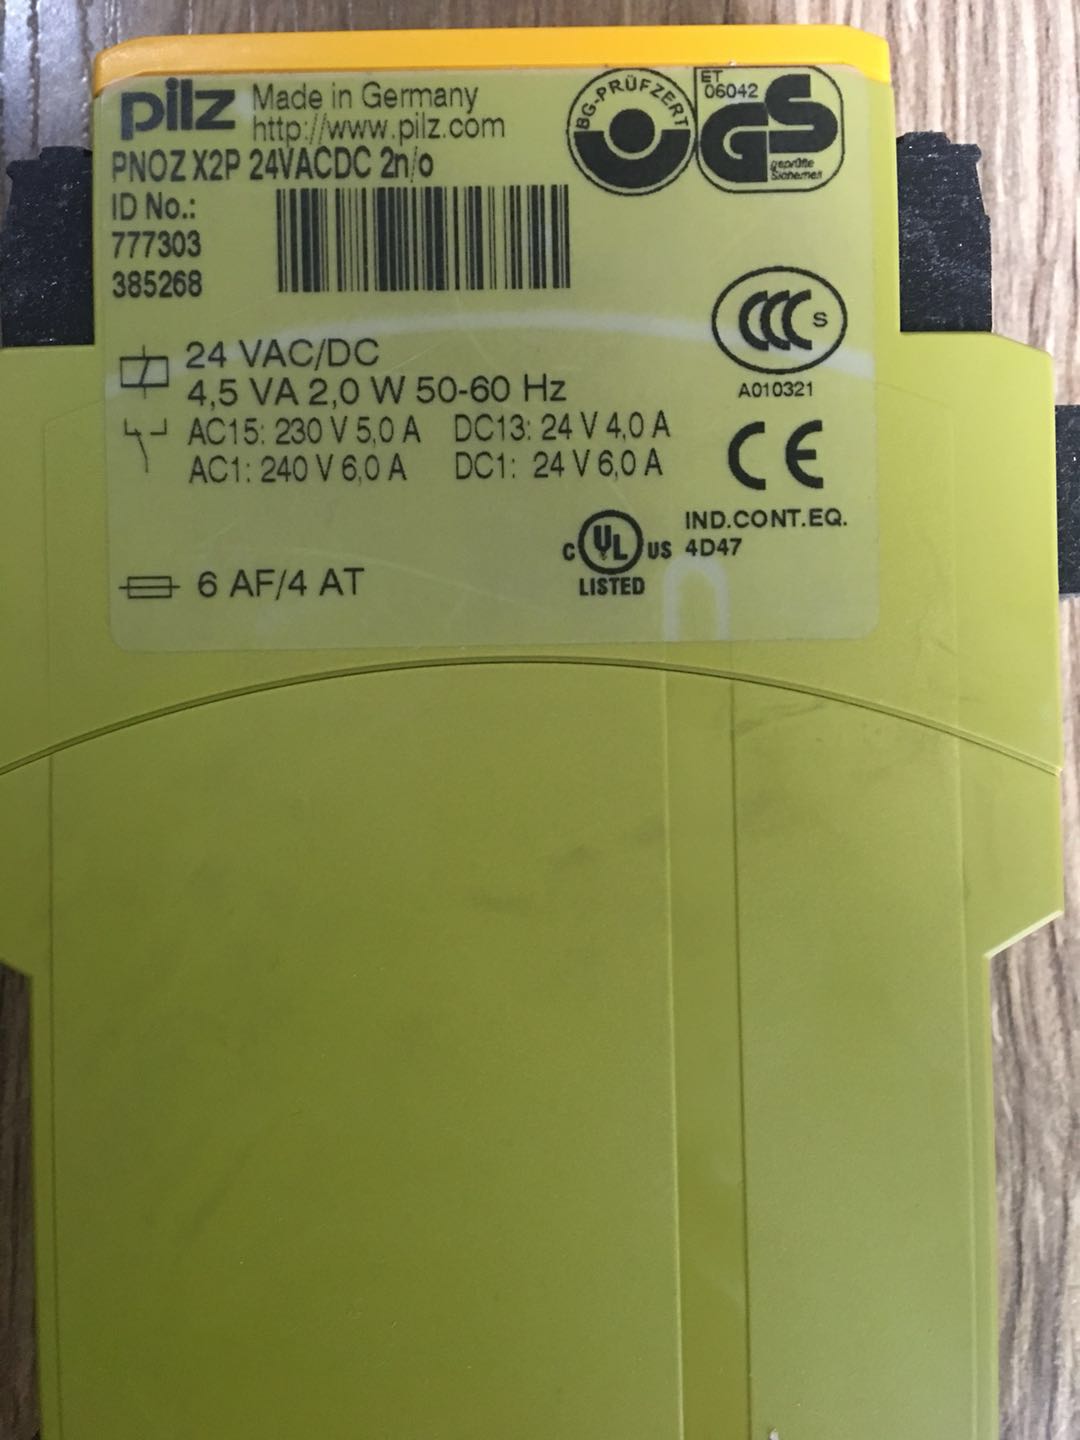 pilz Made in Germany
http://www.pilz.com
PNOZ X2P 24VACDC 2n/o
ID No.:
777303
385268
BG-PRÜFZERT
ET
06042
GS
geprüfte
Sicherheit
CCC S
A010321
24 VAC/DC
4,5 VA 2,0 W 50-60 Hz
AC15: 230 V 5,0 A DC13: 24 V 4,0 A
AC1: 240 V 6,0 A DC1: 24 V 6,0 A
CE
C UL US
LISTED
IND.CONT.EQ.
4D47
6 AF/4 AT